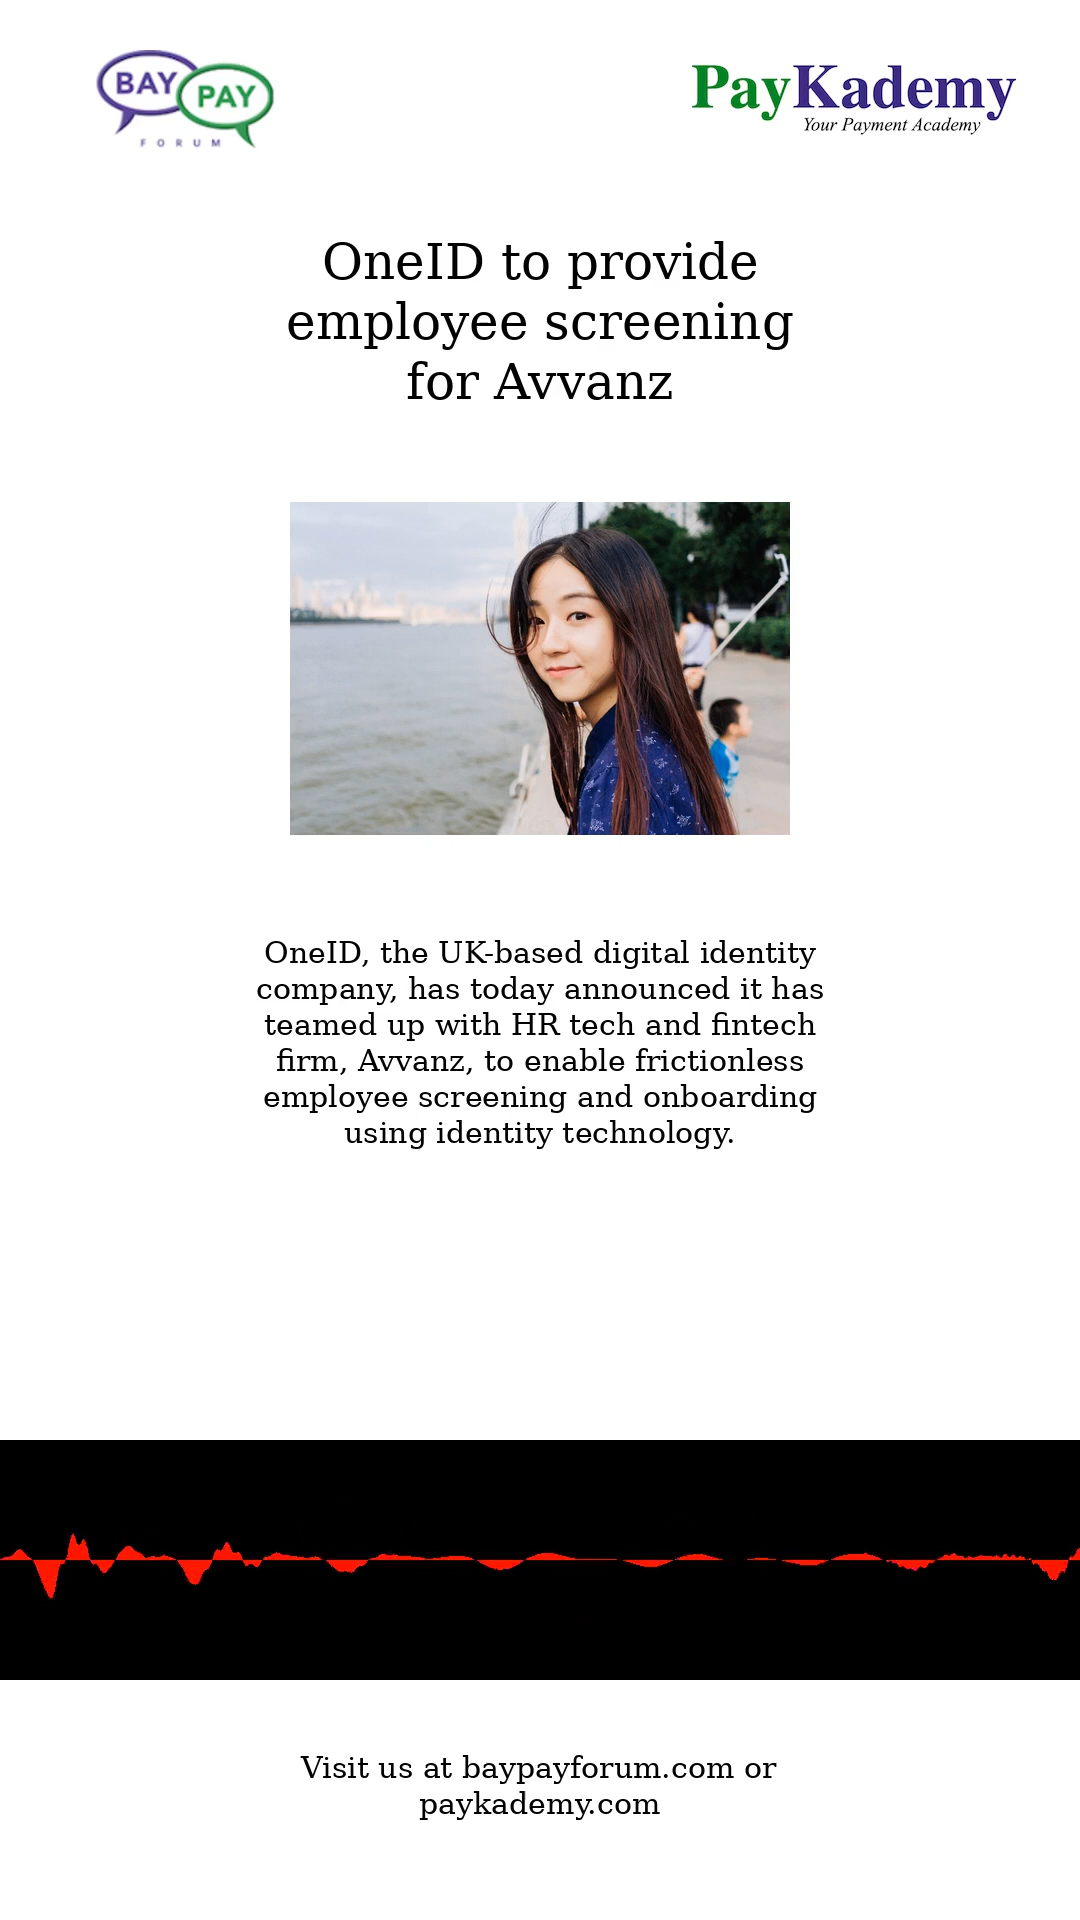 BAY PAY
FORUM
PayKademy
Your Payment Academy
OneID to provide
employee screening
for Avvanz
OneID, the UK-based digital identity
company, has today announced it has
teamed up with HR tech and fintech
firm, Avvanz, to enable frictionless
employee screening and onboarding
using identity technology.
Visit us at baypayforum.com or
paykademy.com